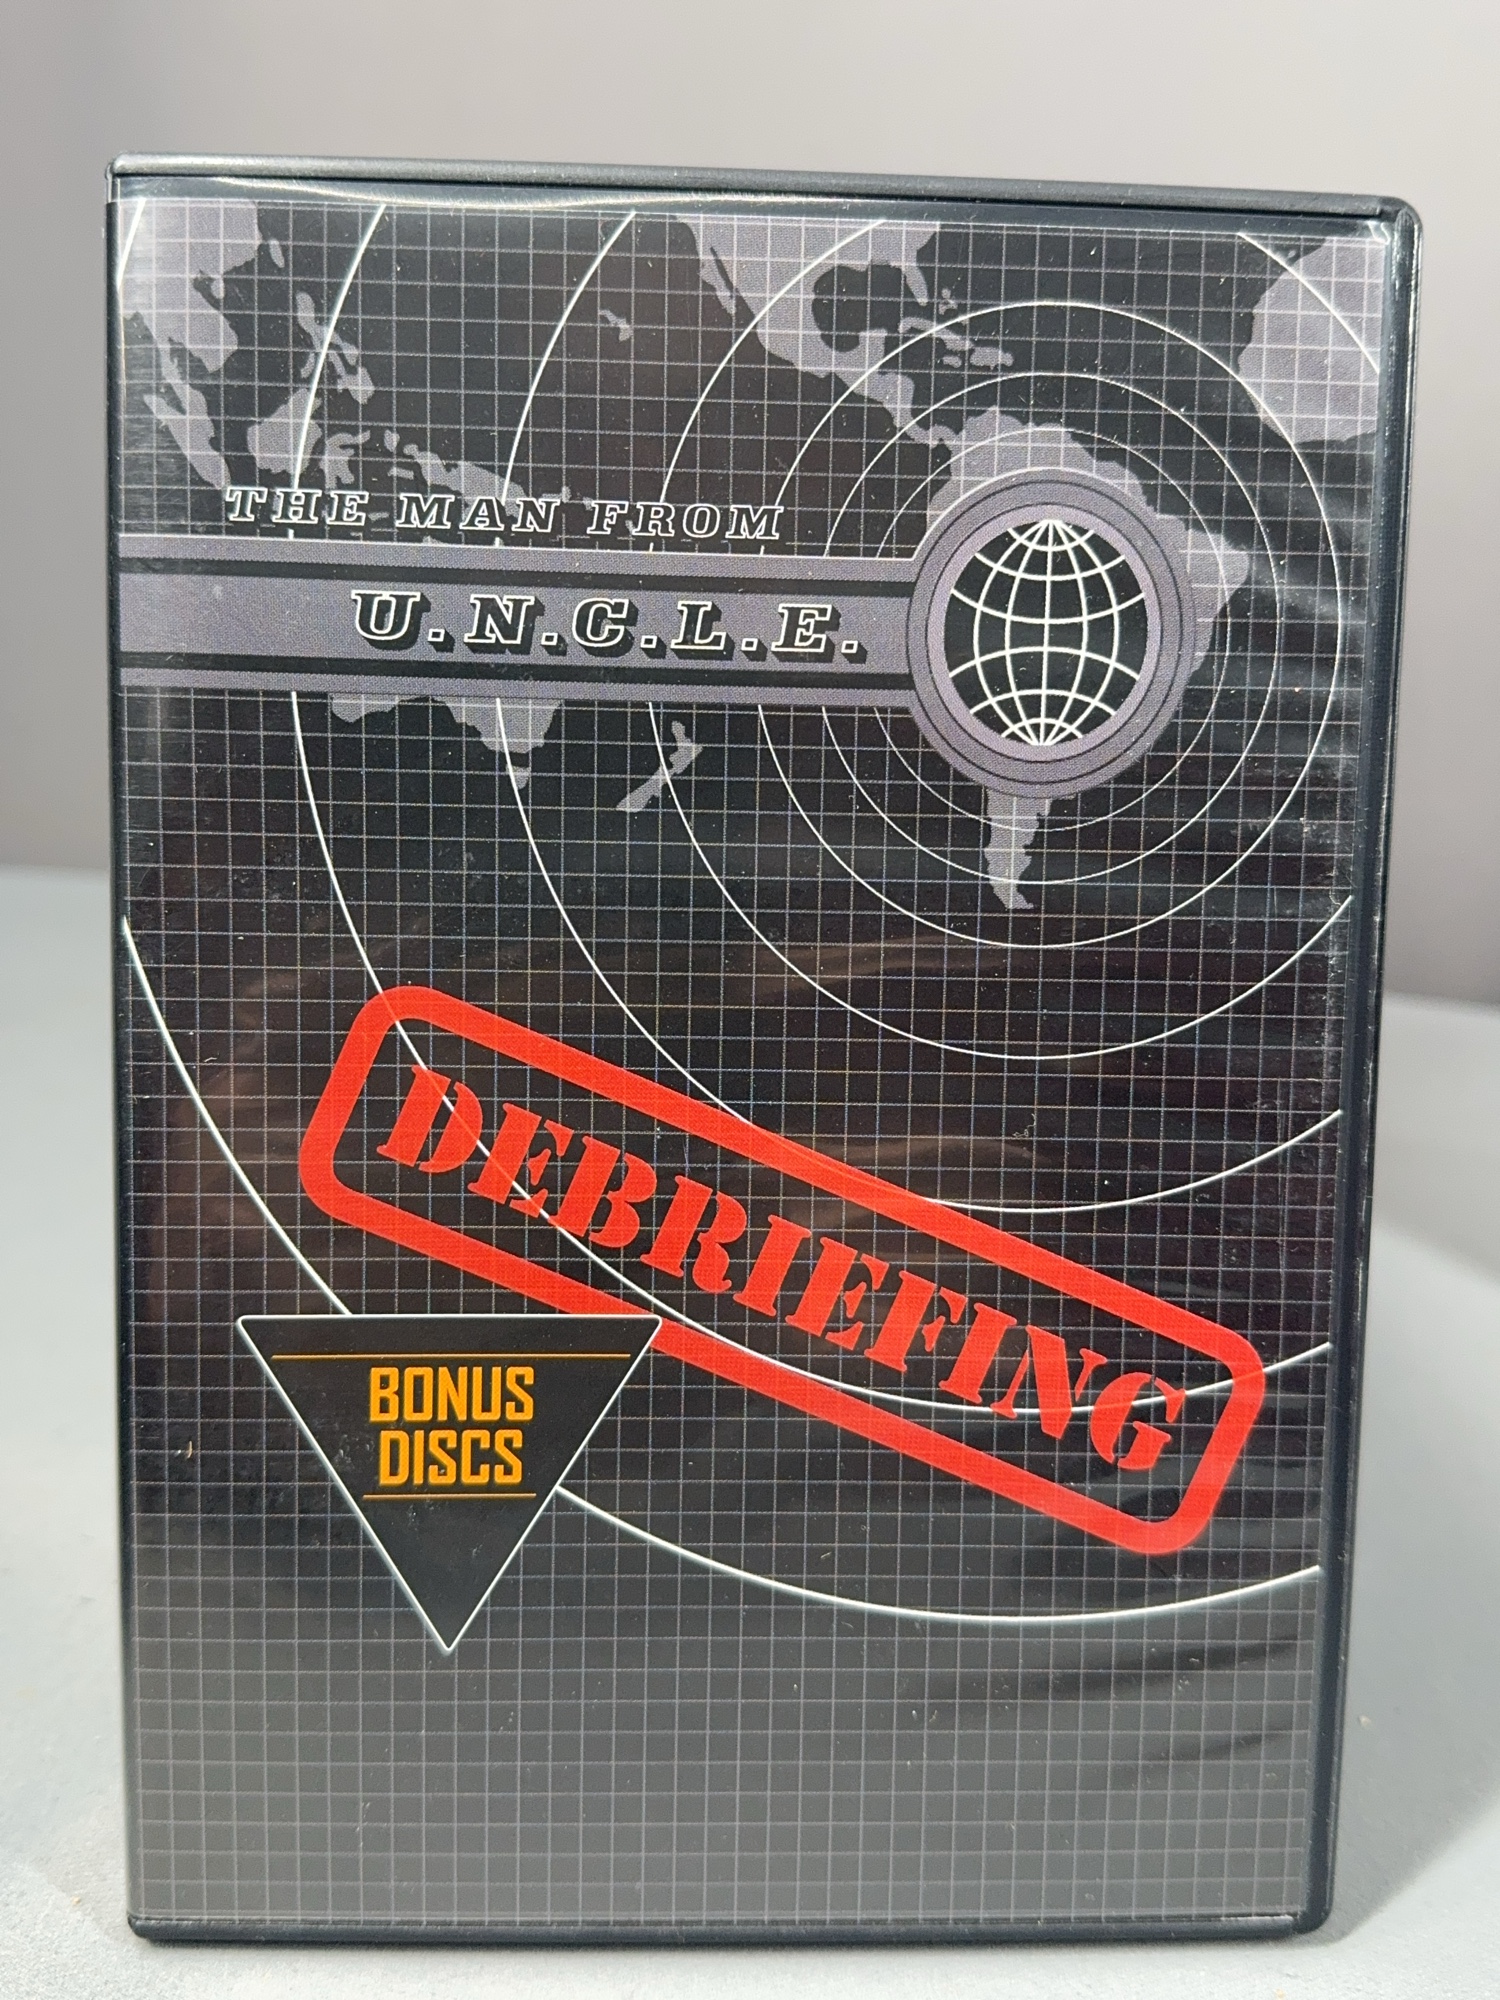 THE MAN FROM
U.N.C.L.E.
DEBRIEFING
BONUS
DISCS